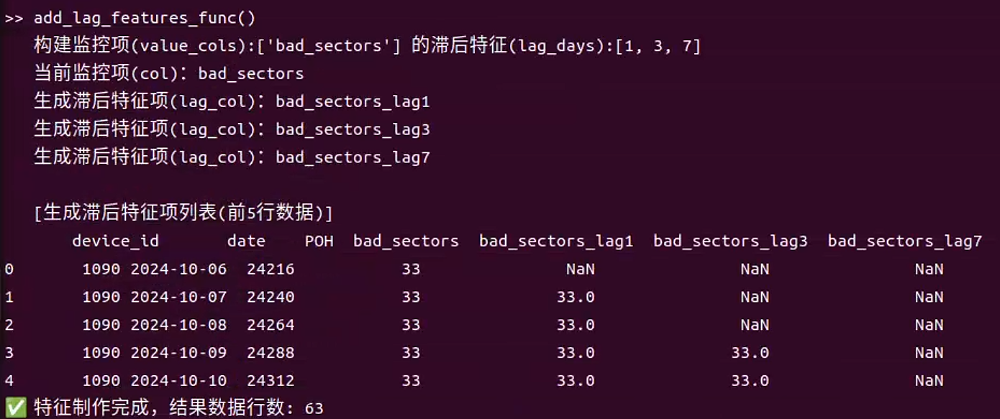 >> add_lag_features_func()
构建监控项(value_cols):['bad_sectors'] 的滞后特征(lag_days):[1, 3, 7]
当前监控项(col)：bad_sectors
生成滞后特征项(lag_col)：bad_sectors_lag1
生成滞后特征项(lag_col)：bad_sectors_lag3
生成滞后特征项(lag_col)：bad_sectors_lag7
[生成滞后特征项列表(前5行数据)]
device_id date POH bad_sectors bad_sectors_lag1 bad_sectors_lag3 bad_sectors_lag7
0 1090 2024-10-06 24216 33 NaN NaN NaN
1 1090 2024-10-07 24240 33 33.0 NaN NaN
2 1090 2024-10-08 24264 33 33.0 NaN NaN
3 1090 2024-10-09 24288 33 33.0 33.0 NaN
4 1090 2024-10-10 24312 33 33.0 33.0 NaN
✅ 特征制作完成，结果数据行数: 63